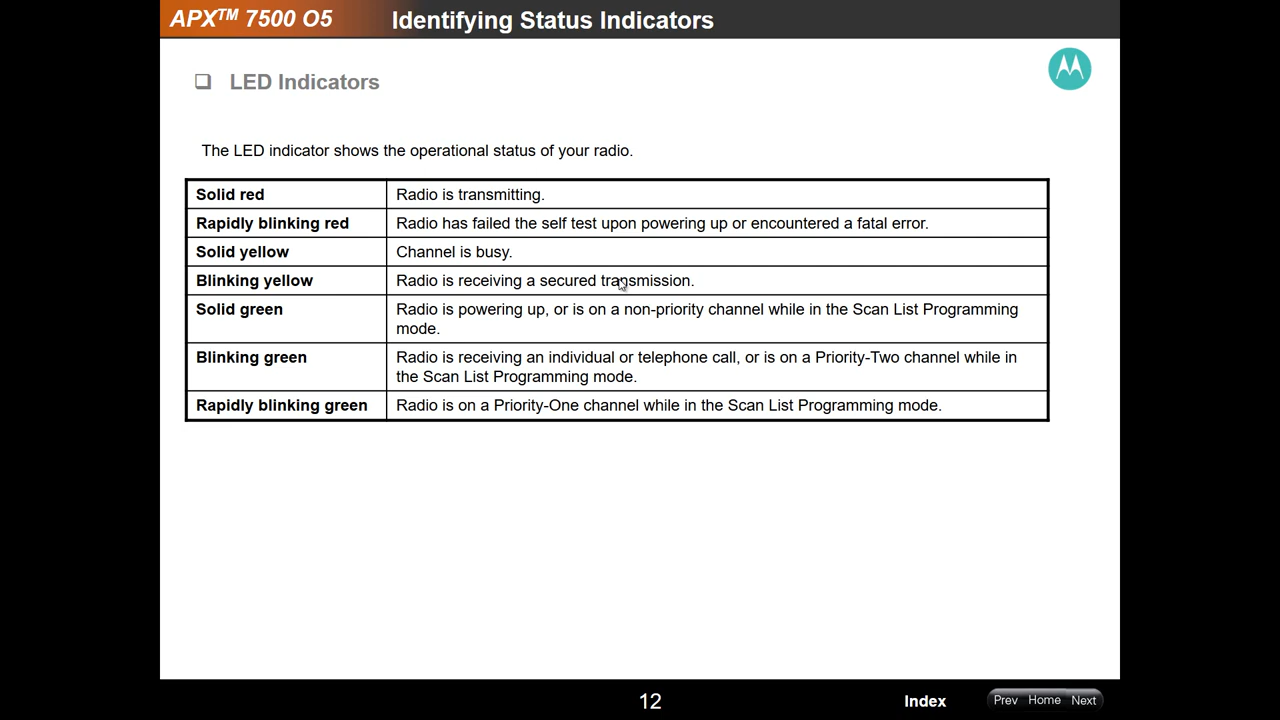 APX™ 7500 O5 Identifying Status Indicators
LED Indicators
The LED indicator shows the operational status of your radio.
Solid red Radio is transmitting.
Rapidly blinking red Radio has failed the self test upon powering up or encountered a fatal error.
Solid yellow Channel is busy.
Blinking yellow Radio is receiving a secured transmission.
Solid green Radio is powering up, or is on a non-priority channel while in the Scan List Programming
mode.
Blinking green Radio is receiving an individual or telephone call, or is on a Priority-Two channel while in
the Scan List Programming mode.
Rapidly blinking green Radio is on a Priority-One channel while in the Scan List Programming mode.
12 Index Prev Home Next